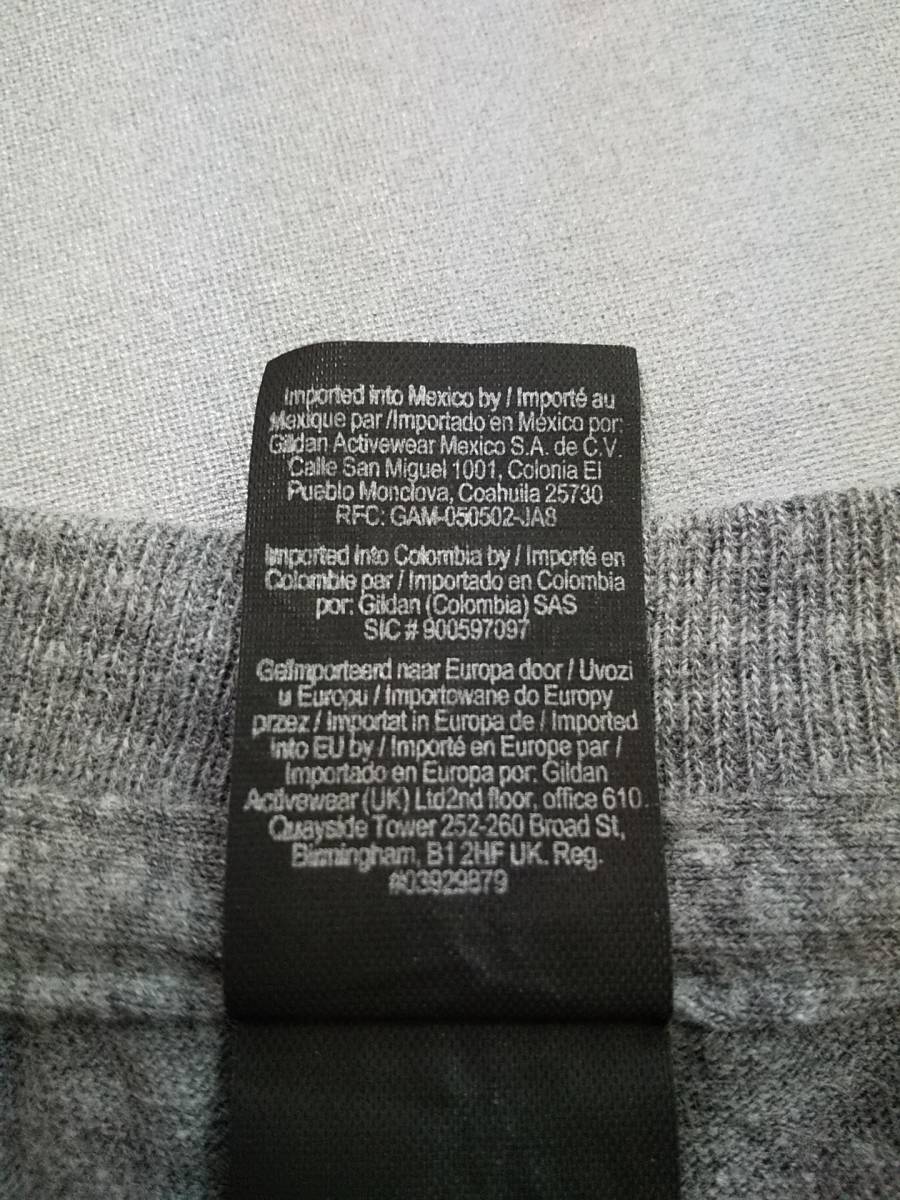 Imported into Mexico by / Importé au
Mexique par /Importado en México por:
Gildan Activewear Mexico S.A. de C.V.
Calle San Miguel 1001, Colonia El
Pueblo Monclova, Coahuila 25730
RFC: GAM-050502-JA8
Imported into Colombia by / Importé en
Colombie par / Importado en Colombia
por: Gildan (Colombia) SAS
SIC # 900597097
Geïmporteerd naar Europa door / Uvozi
u Europu / Importowane do Europy
przez / Importat in Europa de / Imported
into EU by / Importé en Europe par /
Importado en Europa por: Gildan
Activewear (UK) Ltd2nd floor, office 610.
Quayside Tower 252-260 Broad St,
Birmingham, B1 2HF UK. Reg.
#03929879